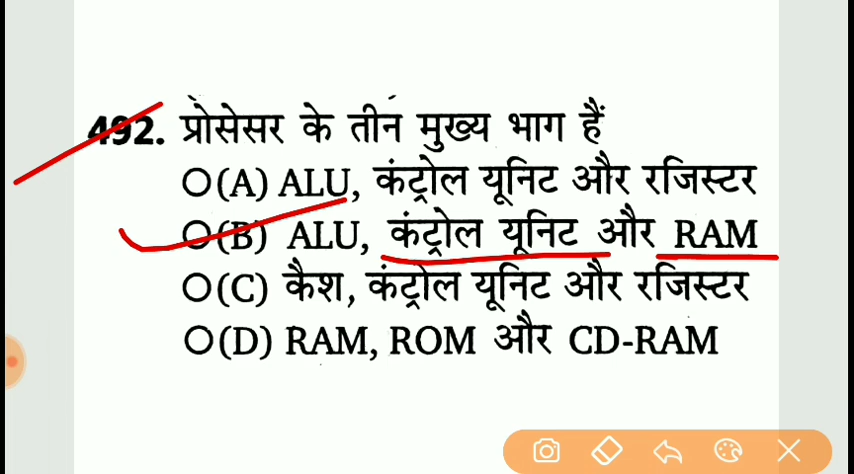 492. प्रोसेसर के तीन मुख्य भाग हैं
O(A) ALU, कंट्रोल यूनिट और रजिस्टर
O(B) ALU, कंट्रोल यूनिट और RAM
O(C) कैश, कंट्रोल यूनिट और रजिस्टर
O(D) RAM, ROM और CD-RAM